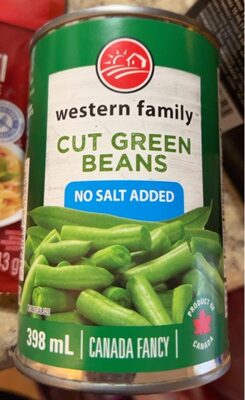 western family
CUT GREEN
BEANS
NO SALT ADDED
PRODUCT OF
CANADA
398 mL
CANADA FANCY